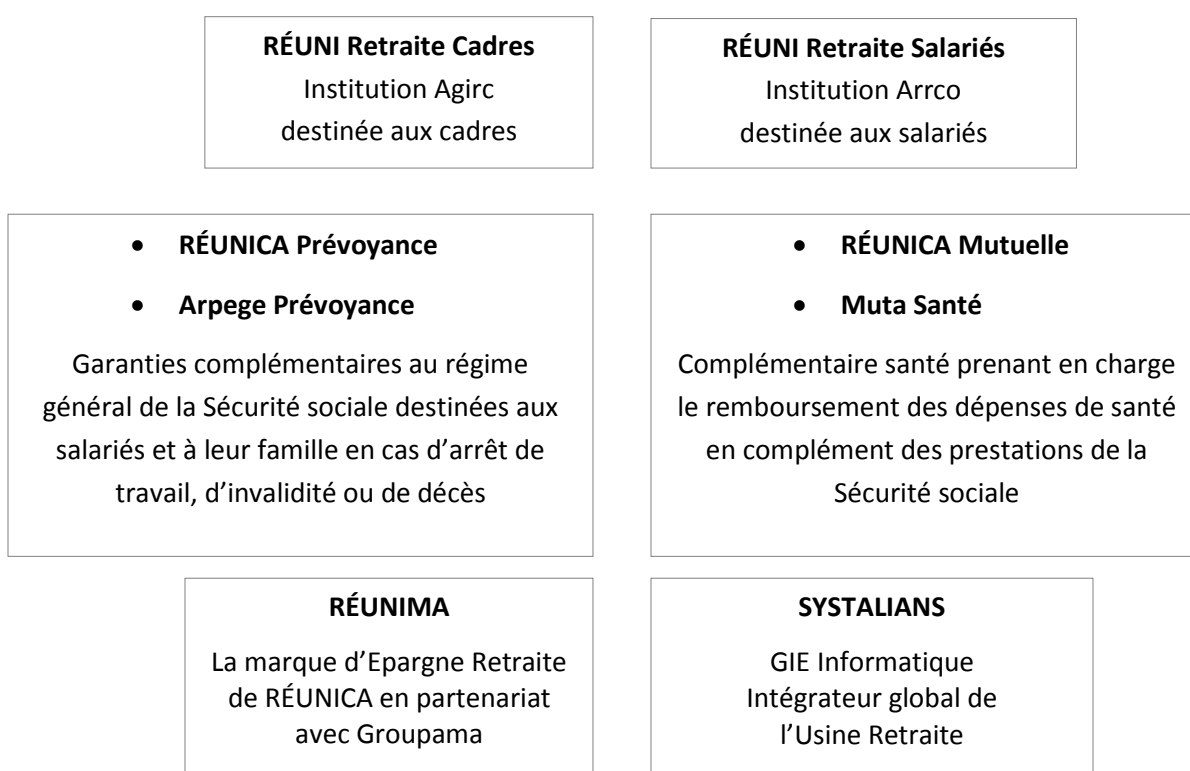 RÉUNI Retraite Cadres
Institution Agirc
destinée aux cadres
RÉUNI Retraite Salariés
Institution Arrco
destinée aux salariés
• RÉUNICA Prévoyance
• Arpege Prévoyance
Garanties complémentaires au régime
général de la Sécurité sociale destinées aux
salariés et à leur famille en cas d’arrêt de
travail, d’invalidité ou de décès
• RÉUNICA Mutuelle
• Muta Santé
Complémentaire santé prenant en charge
le remboursement des dépenses de santé
en complément des prestations de la
Sécurité sociale
RÉUNIMA
La marque d’Epargne Retraite
de RÉUNICA en partenariat
avec Groupama
SYSTALIANS
GIE Informatique
Intégrateur global de
l’Usine Retraite